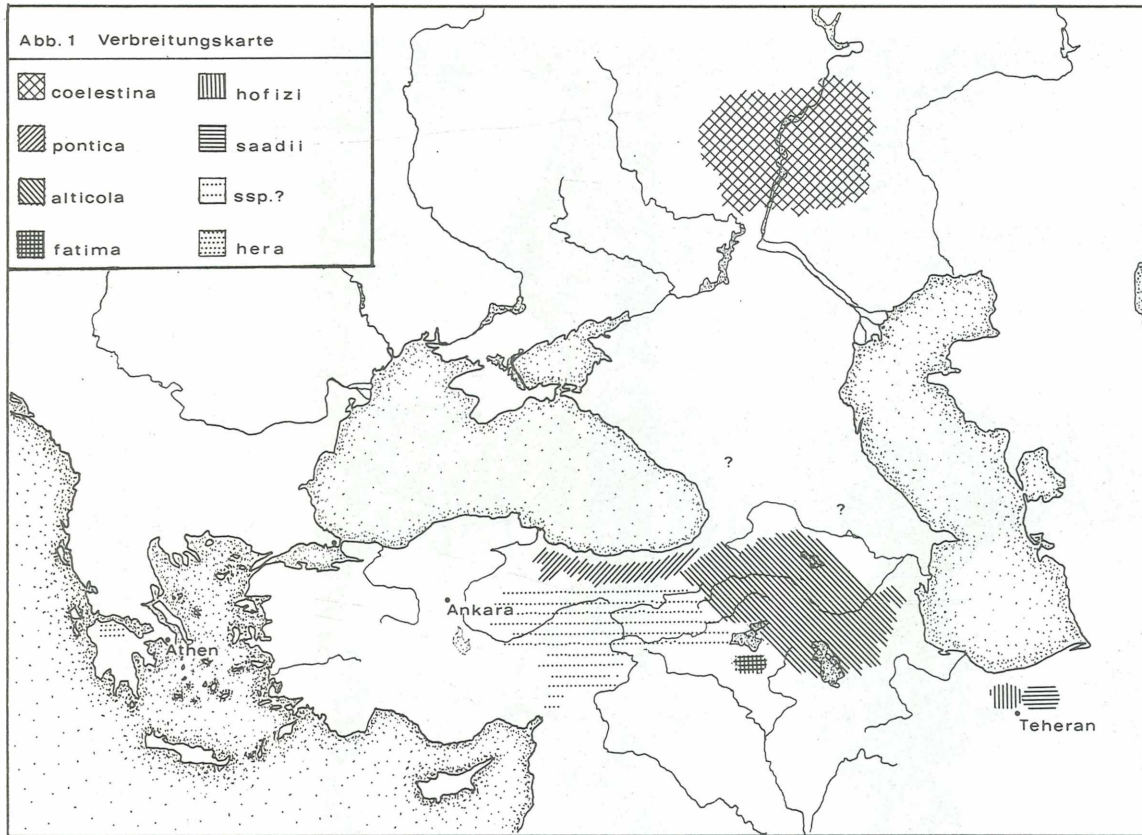 Abb. 1 Verbreitungskarte
coelestina
hofizi
pontica
saadii
alticola
ssp.?
fatima
hera
?
?
Ankara
Athen
Teheran